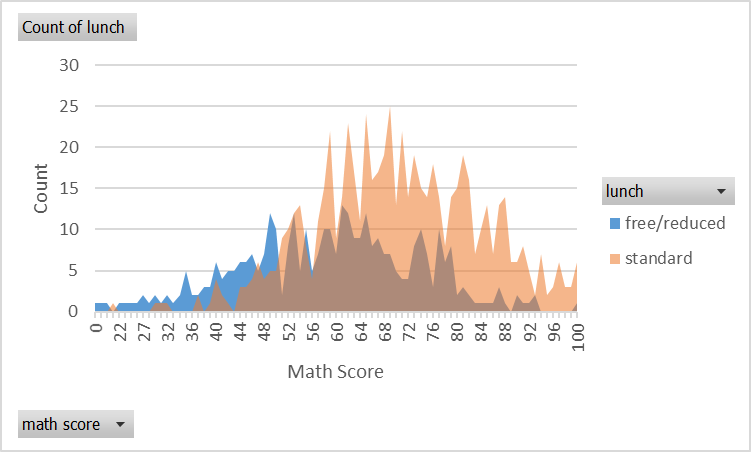 Count of lunch
30
25
20
15
10
5
0
Count
0 22 27 32 36 40 44 48 52 56 60 64 68 72 76 80 84 88 92 96 100
Math Score
lunch
free/reduced
standard
math score